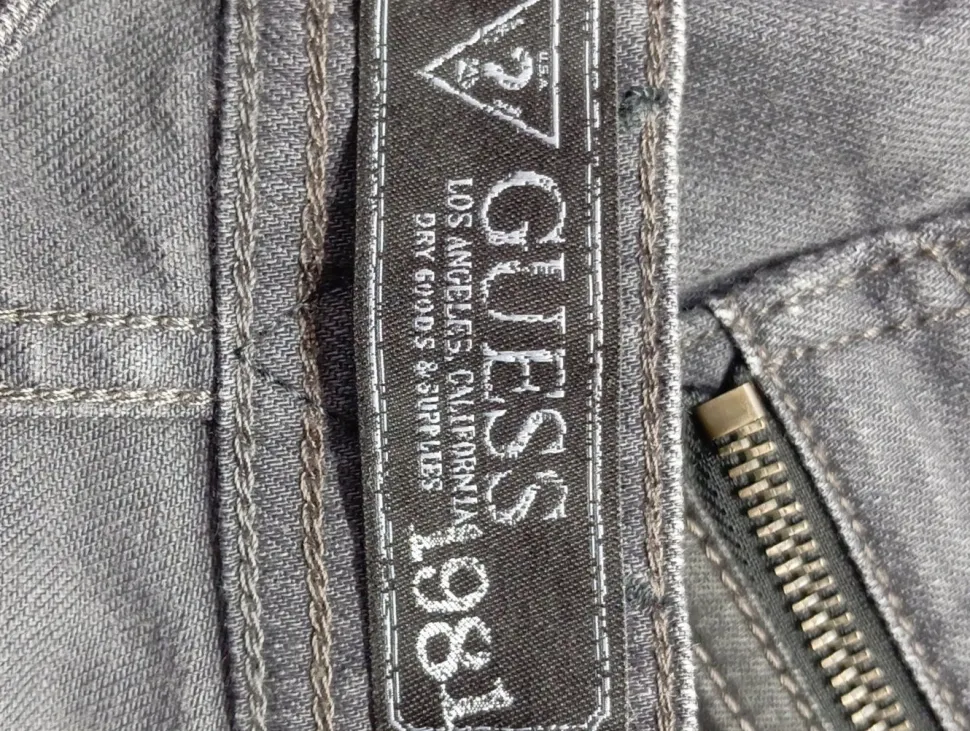 ?
U.S.A.
GUESS
LOS ANGELES, CALIFORNIA
DRY GOODS & SUPPLIES
1981